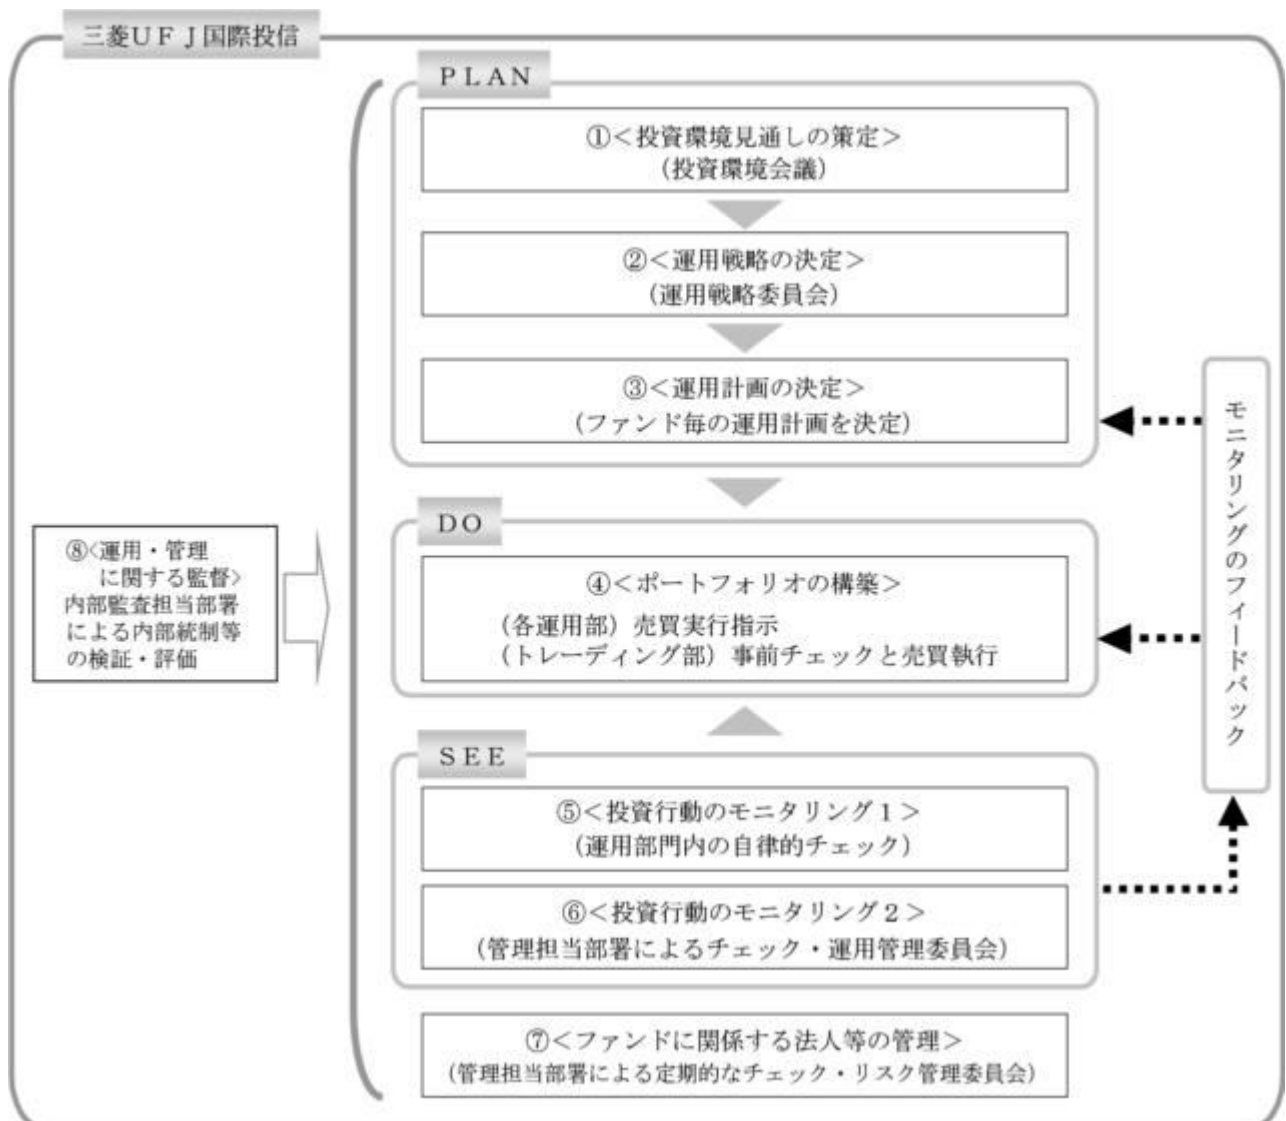 三菱UFJ国際投信
PLAN
①＜投資環境見通しの策定＞
（投資環境会議）
②＜運用戦略の決定＞
（運用戦略委員会）
③＜運用計画の決定＞
（ファンド毎の運用計画を決定）
DO
④＜ポートフォリオの構築＞
（各運用部）売買実行指示
（トレーディング部）事前チェックと売買執行
SEE
⑤＜投資行動のモニタリング１＞
（運用部門内の自律的チェック）
⑥＜投資行動のモニタリング２＞
（管理担当部署によるチェック・運用管理委員会）
⑦＜ファンドに関係する法人等の管理＞
（管理担当部署による定期的なチェック・リスク管理委員会）
⑧＜運用・管理
に関する監督＞
内部監査担当部署
による内部統制等
の検証・評価
モニタリングのフィードバック